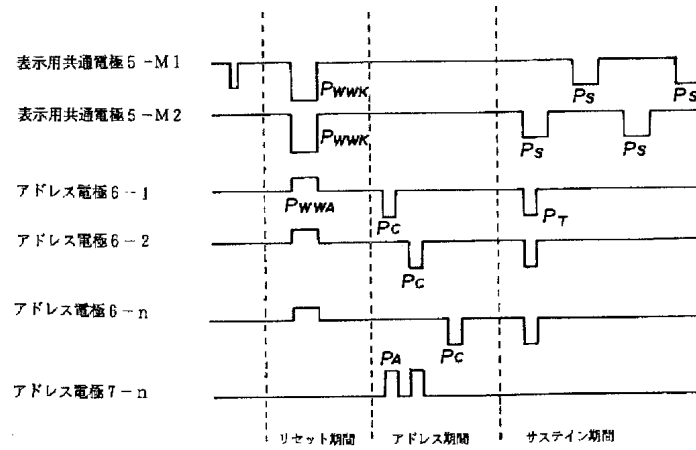 表示用共通電極5-M1
PWWK
PS
PS
表示用共通電極5-M2
PWWK
PS
PS
アドレス電極6-1
PWWA
PC
PT
アドレス電極6-2
PC
アドレス電極6-n
PC
PA
アドレス電極7-n
リセット期間
アドレス期間
サステイン期間